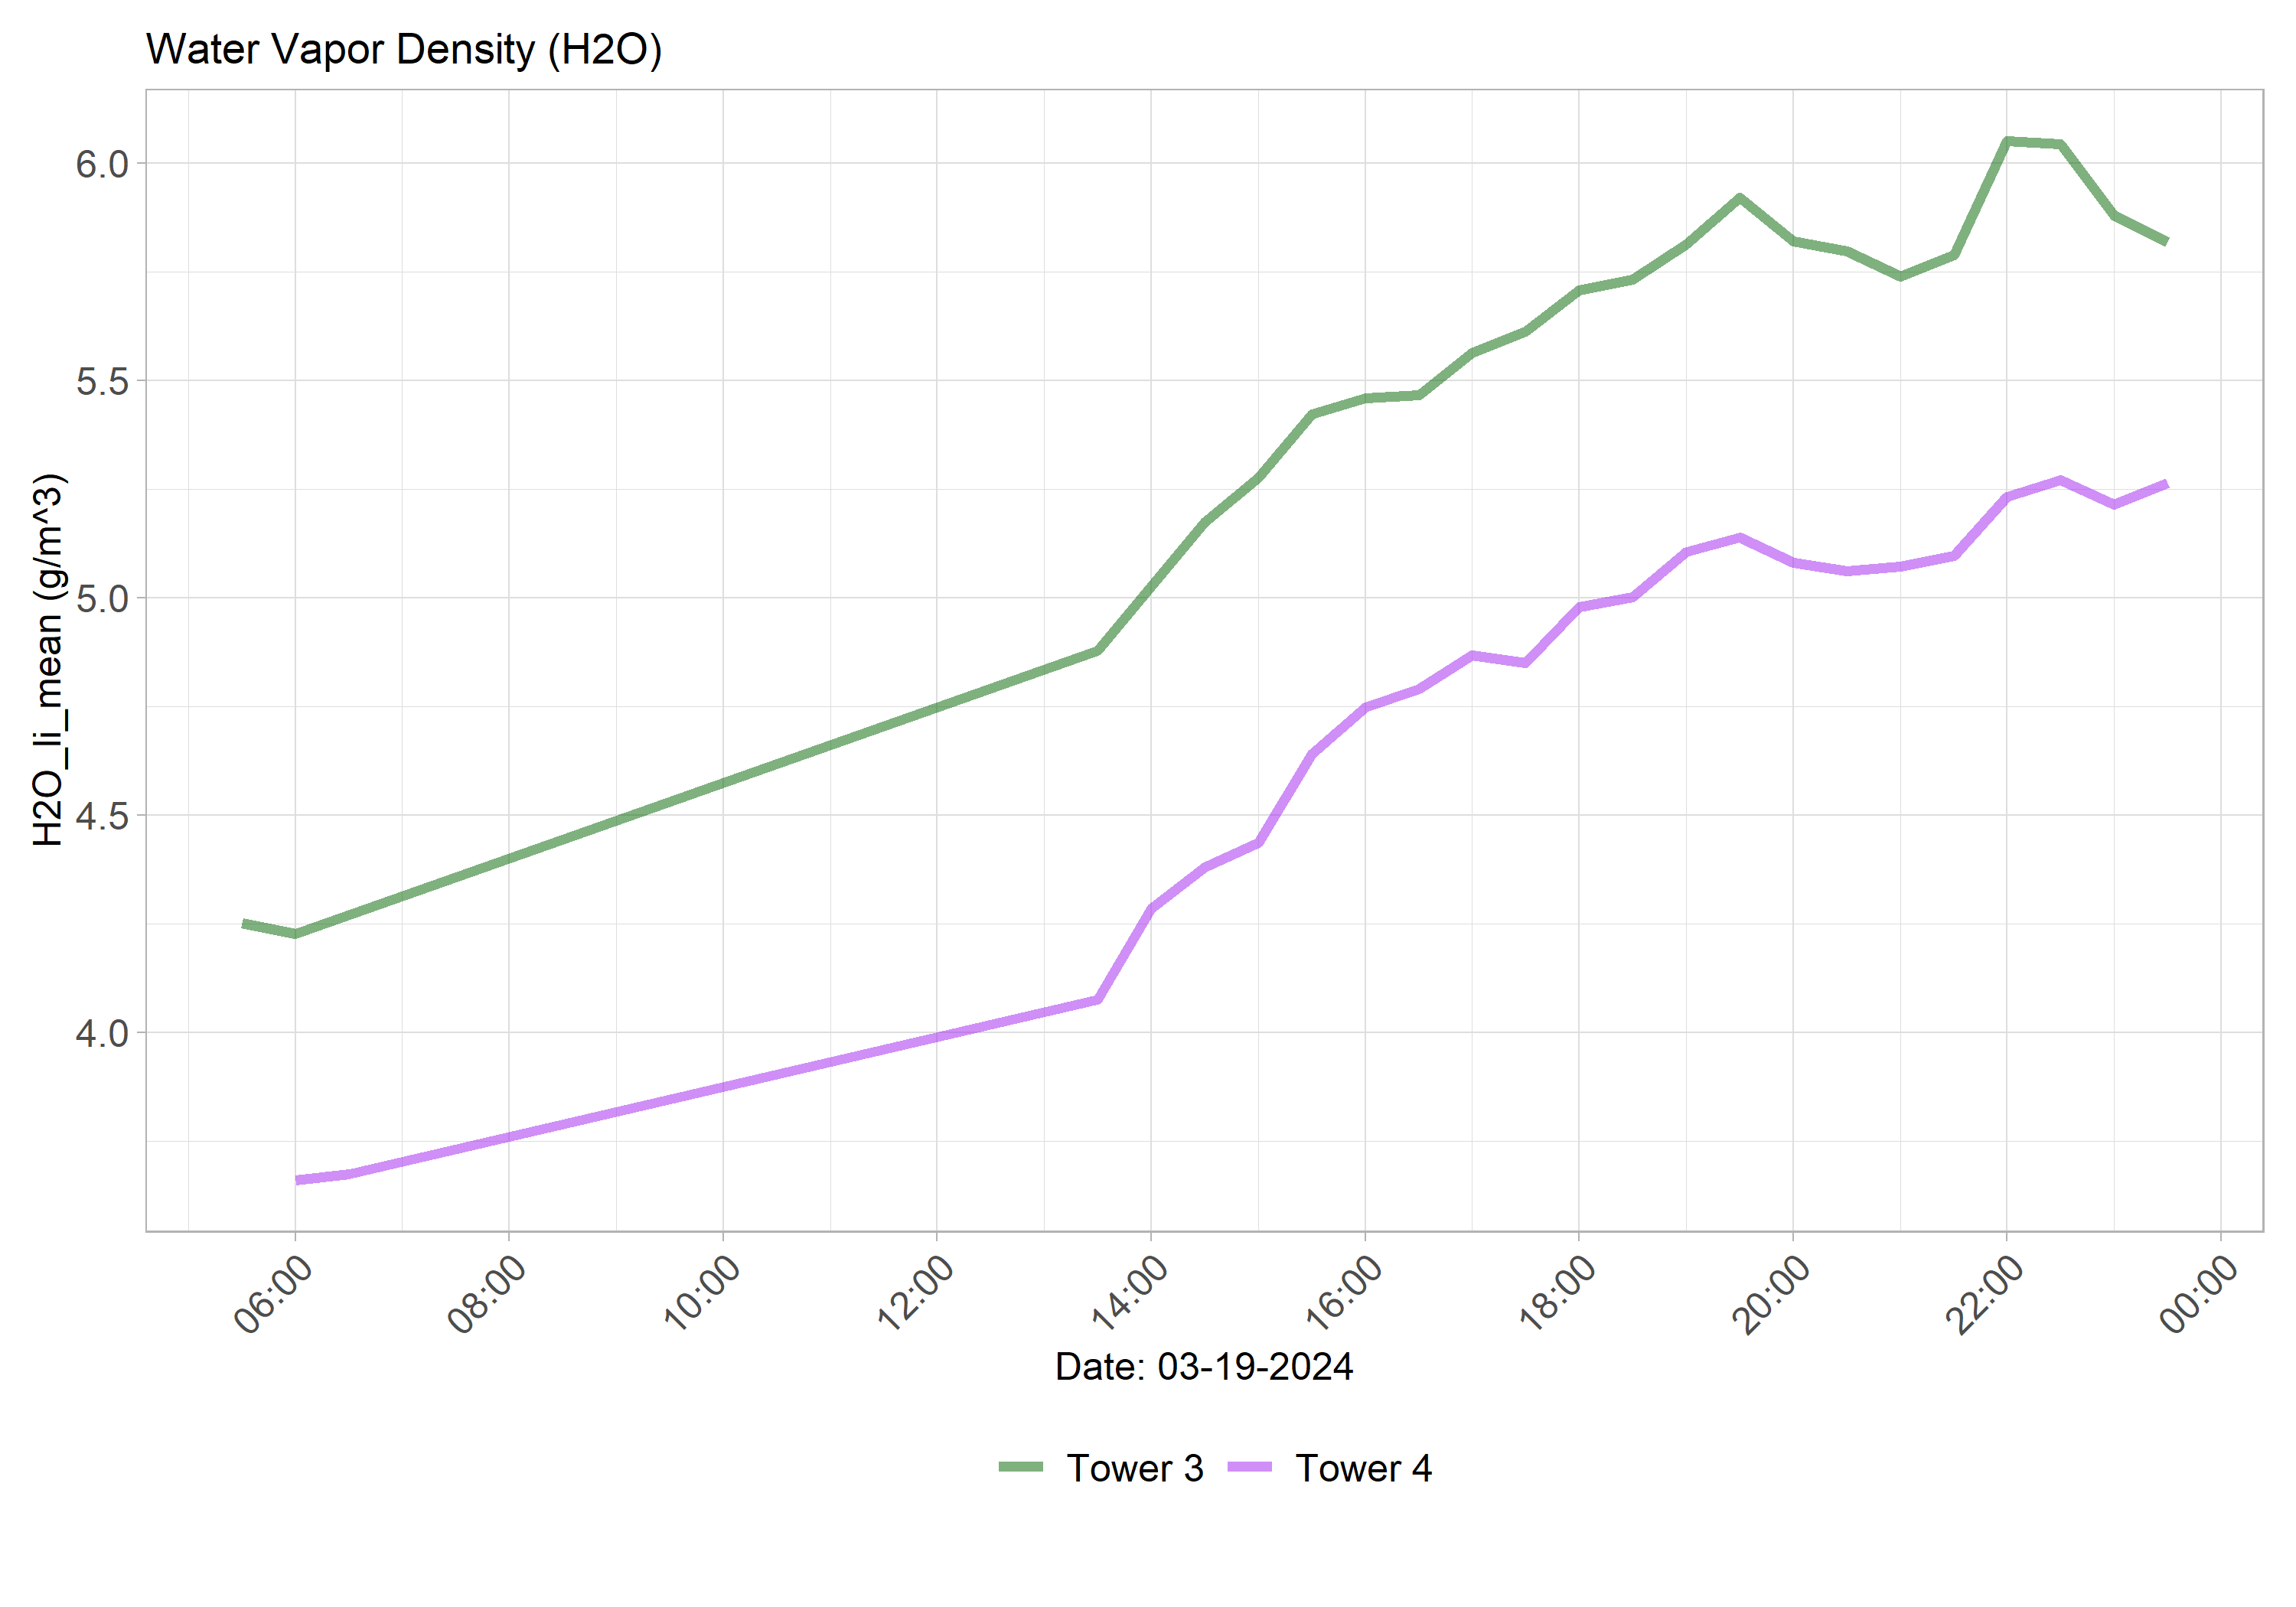 Water Vapor Density (H2O)
H2O_li_mean (g/m^3)
6.0
5.5
5.0
4.5
4.0
06:00 08:00 10:00 12:00 14:00 16:00 18:00 20:00 22:00 00:00
Date: 03-19-2024
Tower 3 Tower 4